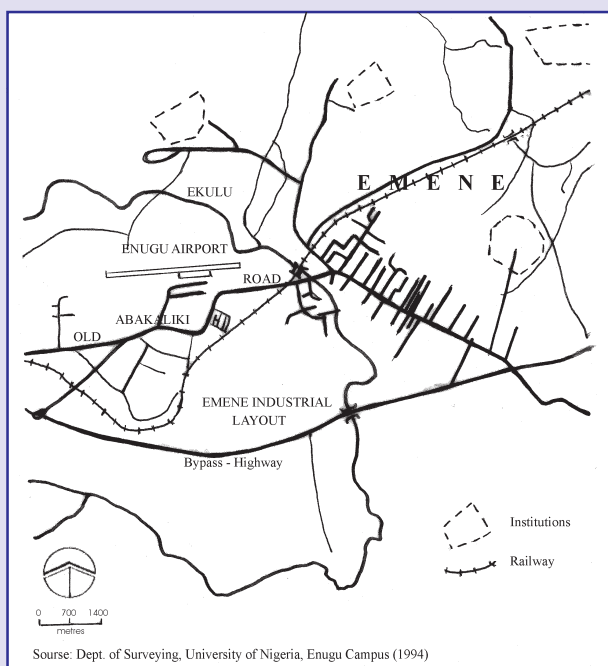 E M E N E
EKULU
ENUGU AIRPORT
ROAD
ABAKALIKI
OLD
EMENE INDUSTRIAL
LAYOUT
Bypass - Highway
Institutions
Railway
0 700 1400
metres
Sourse: Dept. of Surveying, University of Nigeria, Enugu Campus (1994)